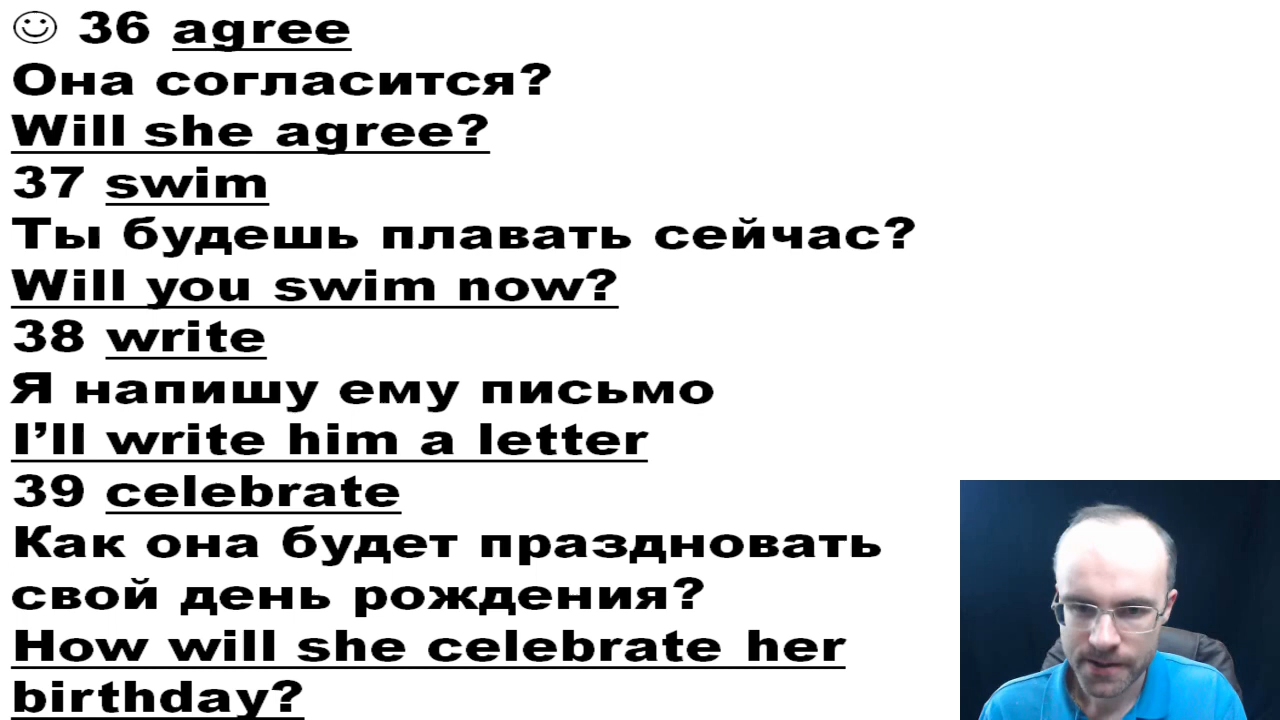 ☺ 36 agree
Она согласится?
Will she agree?
37 swim
Ты будешь плавать сейчас?
Will you swim now?
38 write
Я напишу ему письмо
I’ll write him a letter
39 celebrate
Как она будет праздновать
свой день рождения?
How will she celebrate her
birthday?